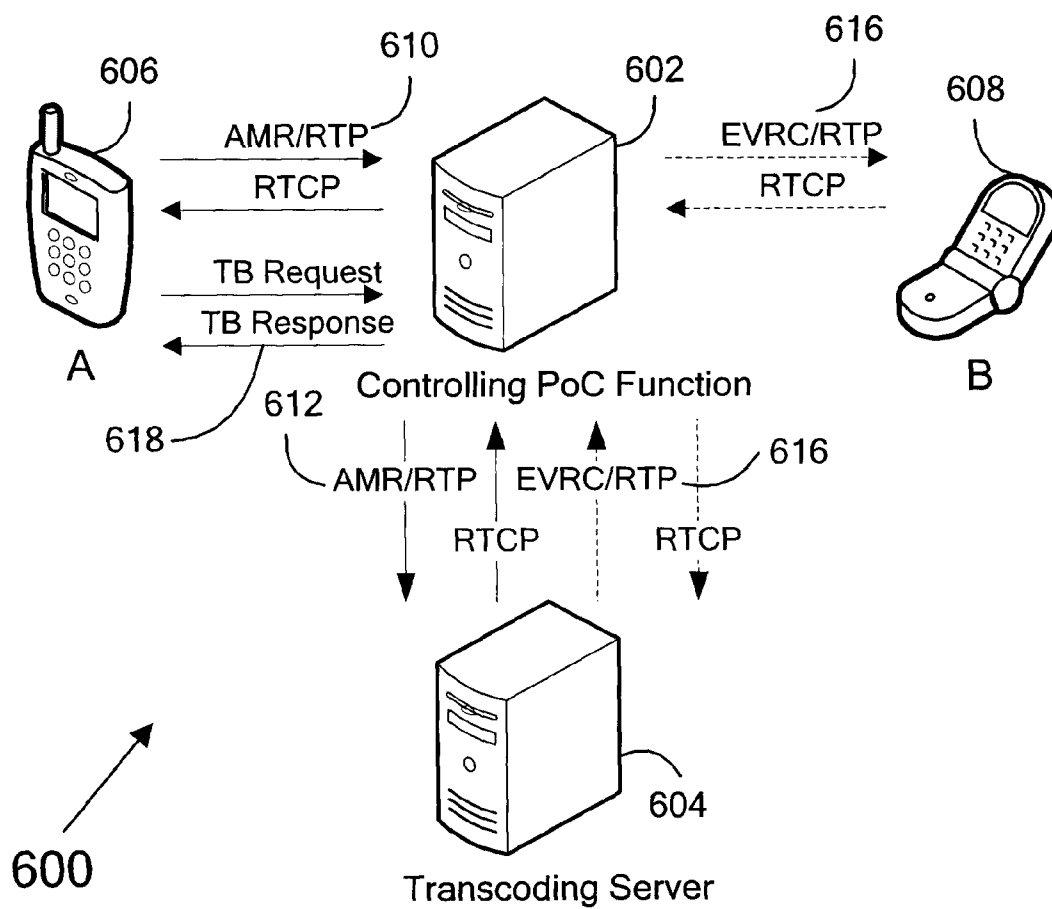 610
616
606
602
608
AMR/RTP
EVRC/RTP
RTCP
RTCP
TB Request
TB Response
A
B
Controlling PoC Function
612
618
616
AMR/RTP
EVRC/RTP
RTCP
RTCP
604
600
Transcoding Server